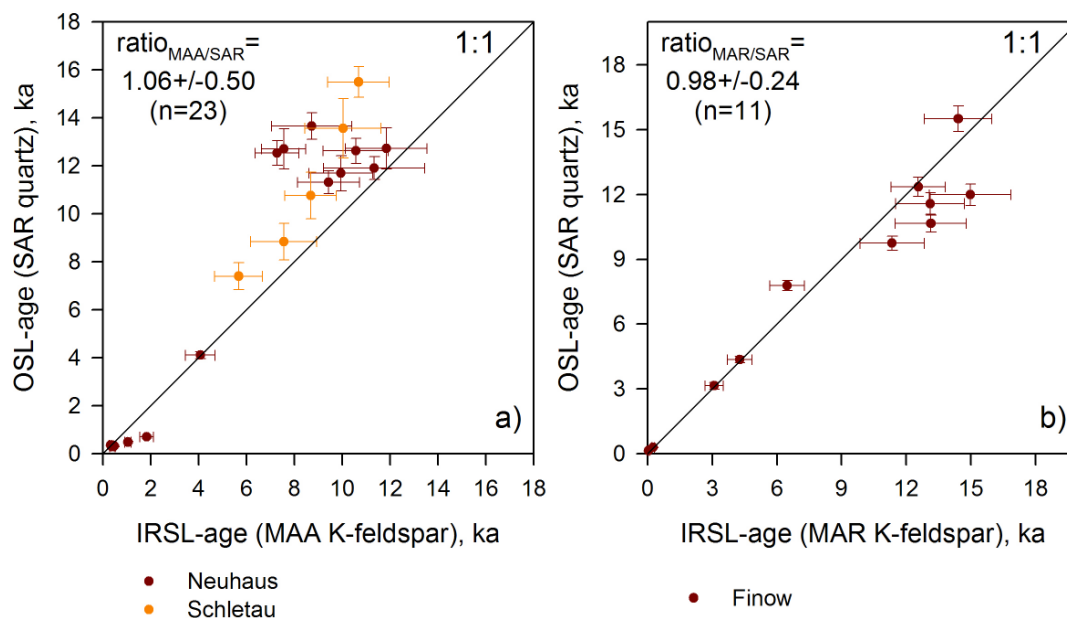 ratioMAA/SAR=
1.06+/-0.50
(n=23)
1:1
a)
18
16
14
12
10
8
6
4
2
0
OSL-age (SAR quartz), ka
0 2 4 6 8 10 12 14 16 18
IRSL-age (MAA K-feldspar), ka
Neuhaus
Schletau
ratioMAR/SAR=
0.98+/-0.24
(n=11)
1:1
b)
18
15
12
9
6
3
0
OSL-age (SAR quartz), ka
0 3 6 9 12 15 18
IRSL-age (MAR K-feldspar), ka
Finow